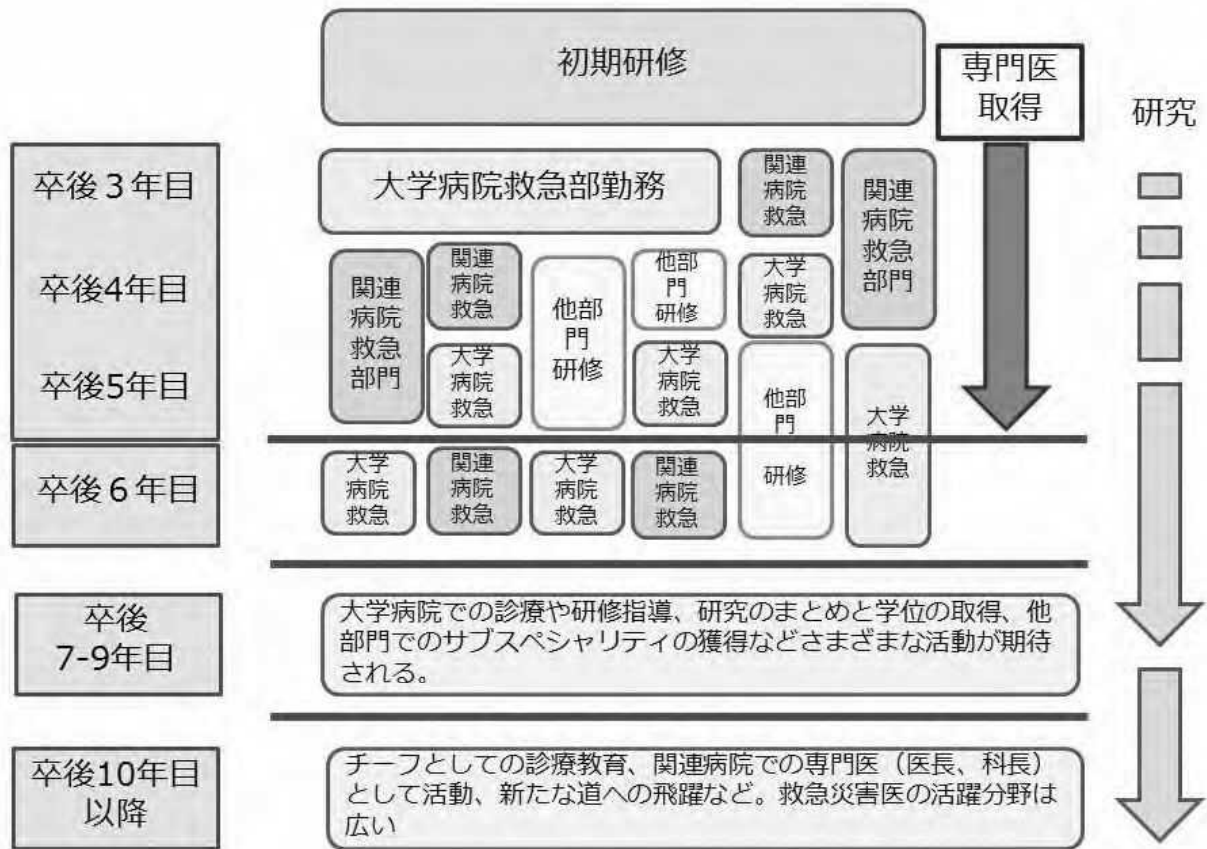 初期研修
専門医
取得
研究
卒後３年目
大学病院救急部勤務
関連
病院
救急
関連
病院
救急
部門
卒後4年目
関連
病院
救急
部門
関連
病院
救急
他部
門
研修
他部
門
研修
大学
病院
救急
卒後5年目
大学
病院
救急
大学
病院
救急
他部
門
研修
大学
病院
救急
卒後６年目
大学
病院
救急
関連
病院
救急
大学
病院
救急
関連
病院
救急
卒後
7-9年目
大学病院での診療や研修指導、研究のまとめと学位の取得、他
部門でのサブスペシャリティの獲得などさまざまな活動が期待
される。
卒後10年目
以降
チーフとしての診療教育、関連病院での専門医（医長、科長）
として活動、新たな道への飛躍など。救急災害医の活躍分野は
広い